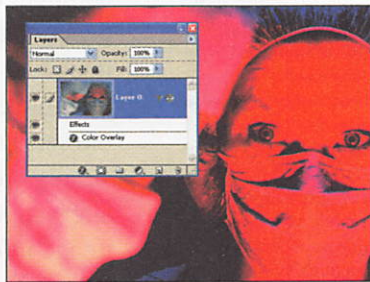 Layers
Normal Opacity: 100%
Lock: Fill: 100%
Layer 0
Effects
Color Overlay